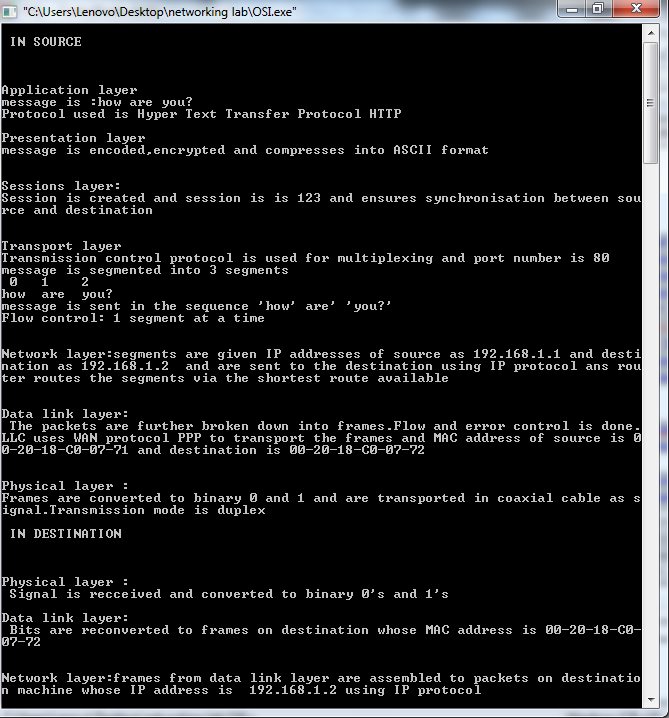 "C:\Users\Lenovo\Desktop\networking lab\OSI.exe"
IN SOURCE
Application layer
message is :how are you?
Protocol used is Hyper Text Transfer Protocol HTTP
Presentation layer
message is encoded,encrypted and compresses into ASCII format
Sessions layer:
Session is created and session is is 123 and ensures synchronisation between sou
rce and destination
Transport layer
Transmission control protocol is used for multiplexing and port number is 80
message is segmented into 3 segments
0 1 2
how are you?
message is sent in the sequence 'how' are' 'you?'
Flow control: 1 segment at a time
Network layer:segments are given IP addresses of source as 192.168.1.1 and desti
nation as 192.168.1.2  and are sent to the destination using IP protocol ans rou
ter routes the segments via the shortest route available
Data link layer:
The packets are further broken down into frames.Flow and error control is done.
LLC uses WAN protocol PPP to transport the frames and MAC address of source is 0
0-20-18-C0-07-71 and destination is 00-20-18-C0-07-72
Physical layer :
Frames are converted to binary 0 and 1 and are transported in coaxial cable as s
ignal.Transmission mode is duplex
IN DESTINATION
Physical layer :
Signal is recceived and converted to binary 0's and 1's
Data link layer:
Bits are reconverted to frames on destination whose MAC address is 00-20-18-C0-
07-72
Network layer:frames from data link layer are assembled to packets on destinatio
n machine whose IP address is  192.168.1.2 using IP protocol